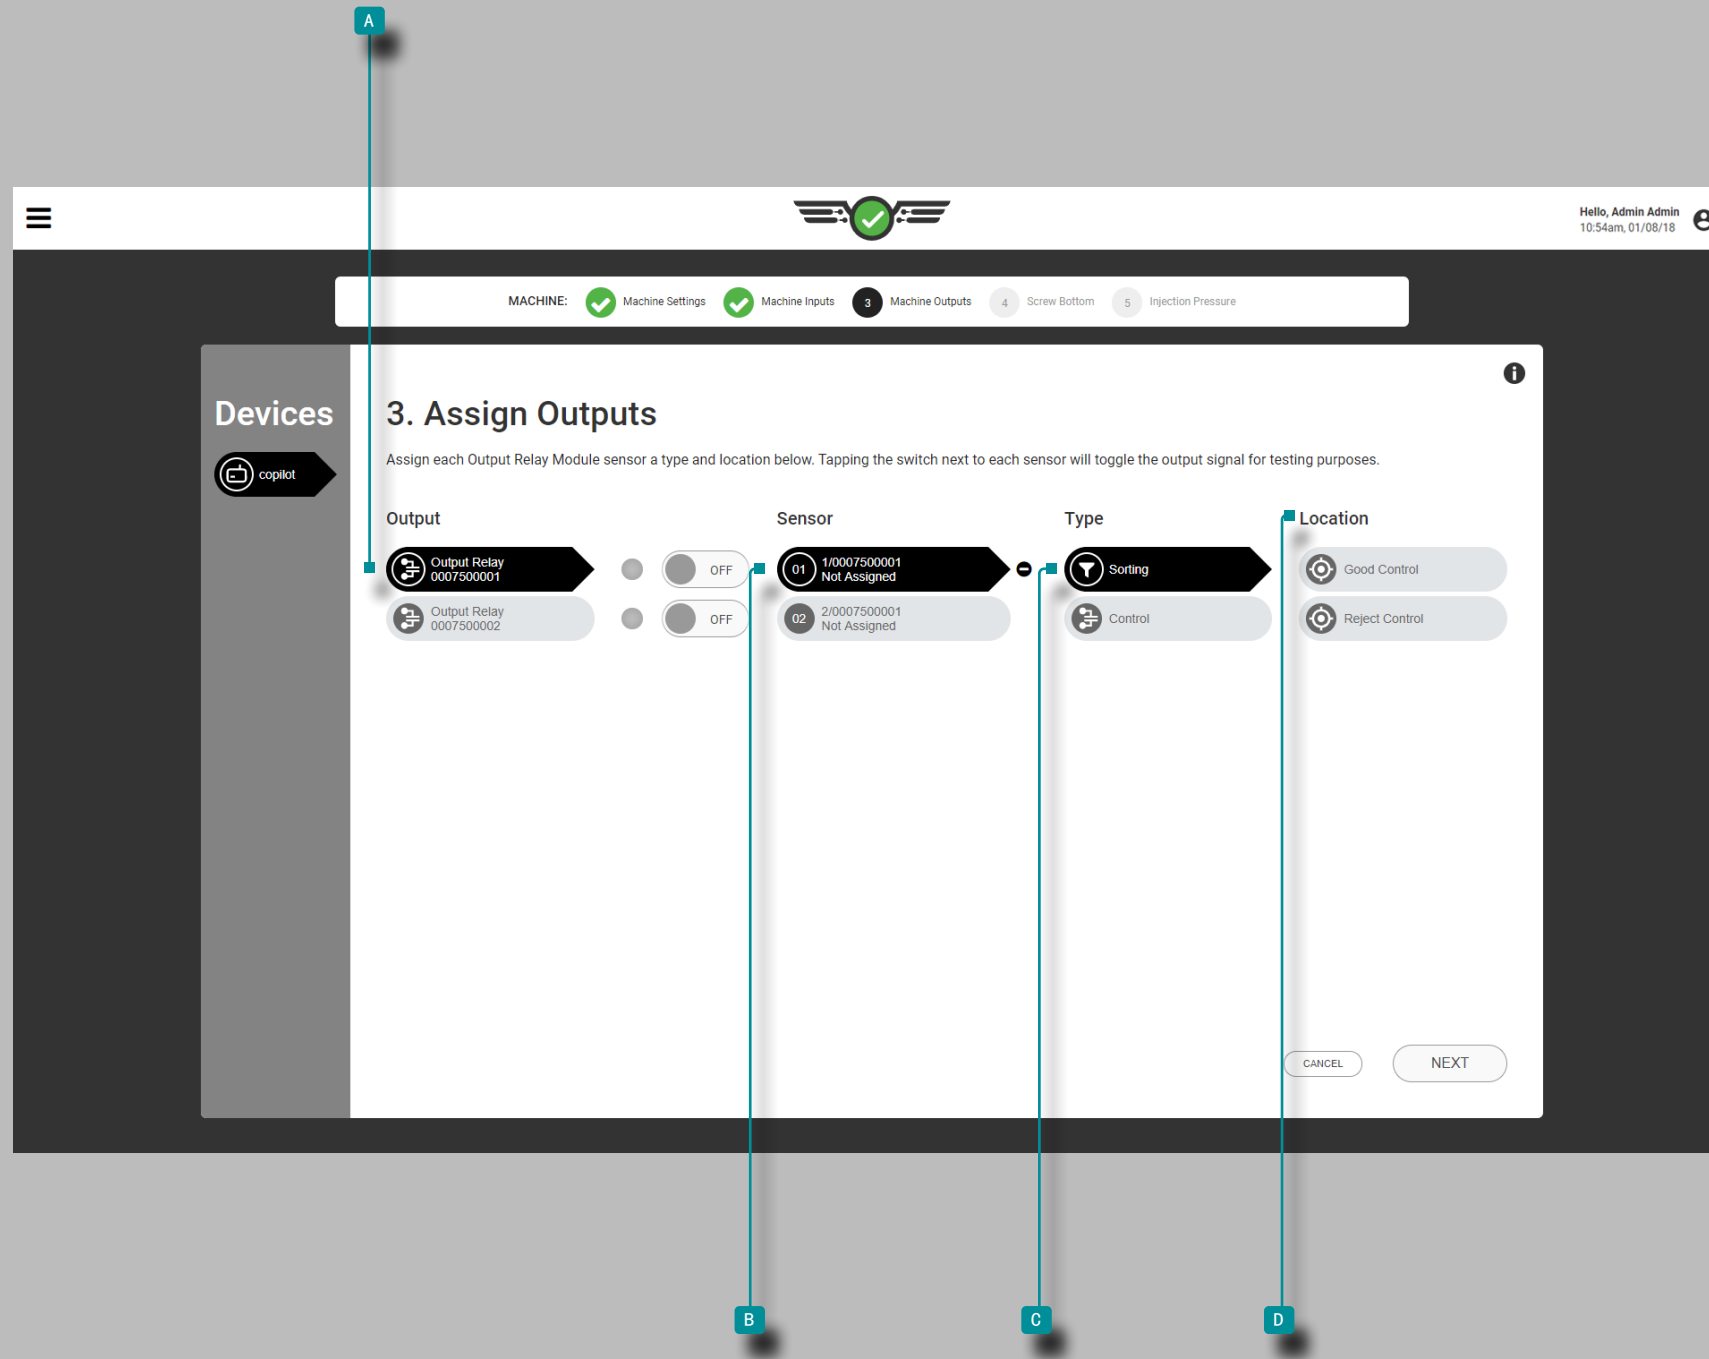 A
Hello, Admin Admin
10:54am, 01/08/18
MACHINE: Machine Settings Machine Inputs 3 Machine Outputs 4 Screw Bottom 5 Injection Pressure
Devices
copilot
3. Assign Outputs
Assign each Output Relay Module sensor a type and location below. Tapping the switch next to each sensor will toggle the output signal for testing purposes.
Output Sensor Type Location
Output Relay
0007500001
OFF
01
1/0007500001
Not Assigned
Sorting
Good Control
Output Relay
0007500002
OFF
02
2/0007500001
Not Assigned
Control
Reject Control
CANCEL NEXT
B C D